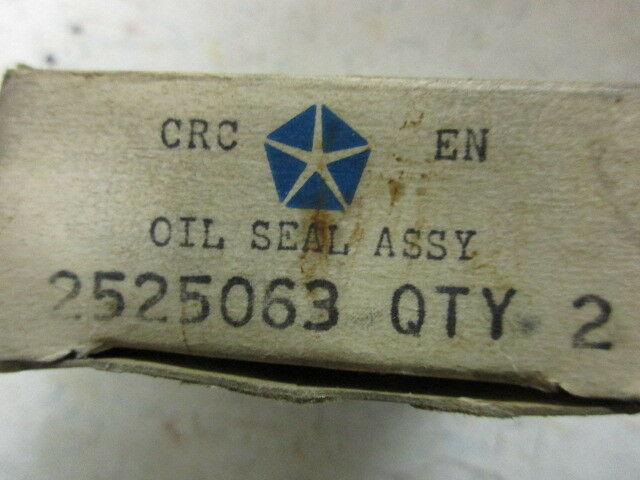 CRC EN
OIL SEAL ASSY
2525063 QTY 2